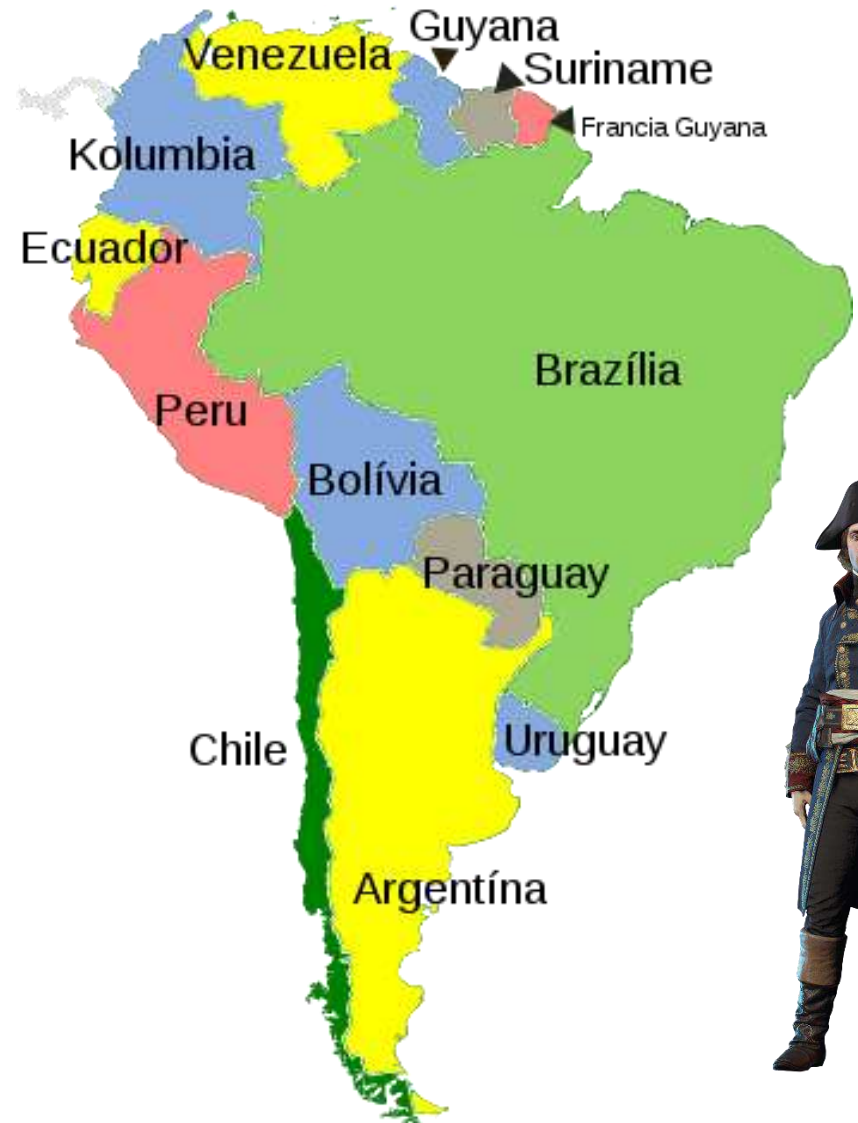 Guyana
Venezuela
Suriname
Francia Guyana
Kolumbia
Ecuador
Brazília
Peru
Bolívia
Paraguay
Chile
Uruguay
Argentína